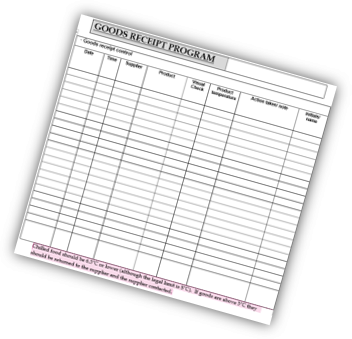 GOODS RECEIPT PROGRAM
Goods receipt control
Date Time Supplier Product Visual Check Product temperature Action taken/ note Initials/ name
Chilled food should be 6.5°C or lower (although the legal limit is 8°C). If goods are above 5°C they
should be returned to the supplier and the supplier contacted.